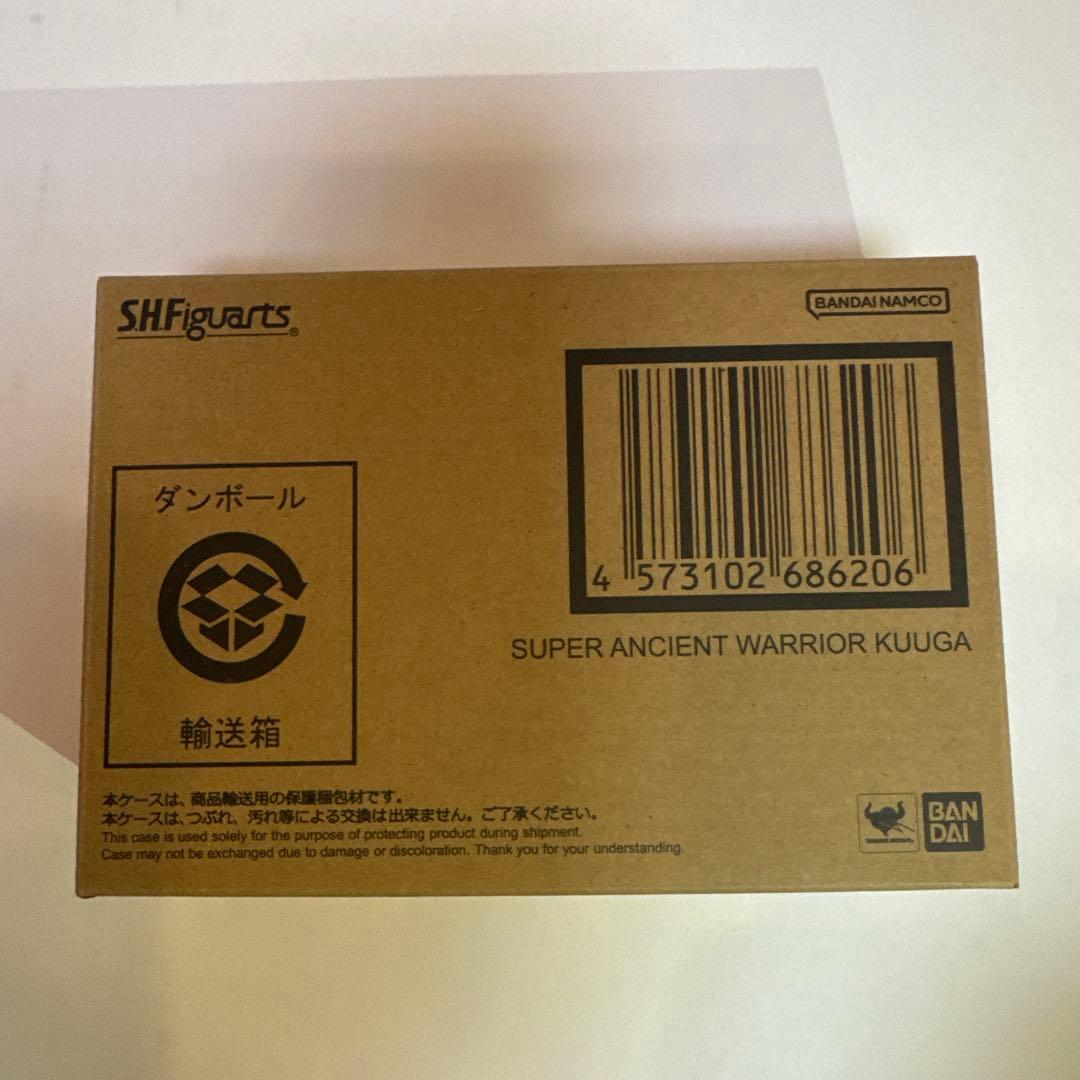 S.H.Figuarts®
BANDAI NAMCO
4 573102 686206
SUPER ANCIENT WARRIOR KUUGA
ダンボール
輸送箱
本ケースは、商品輸送用の保護梱包材です。
本ケースは、つぶれ、汚れ等による交換は出来ません。ご了承ください。
This case is used solely for the purpose of protecting product during shipment.
Case may not be exchanged due to damage or discoloration. Thank you for your understanding.
BAN
DAI